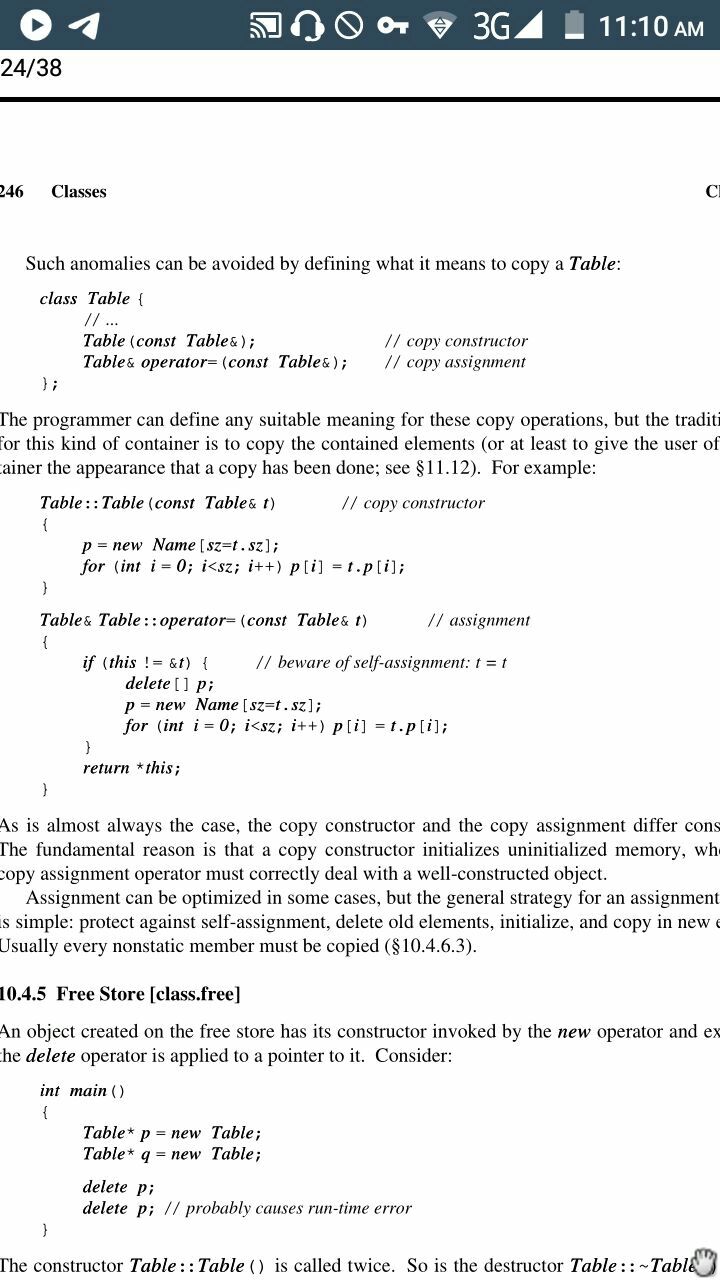 3G 11:10 AM
24/38
246 Classes
Such anomalies can be avoided by defining what it means to copy a Table:
class Table {
// ...
Table (const Table&); // copy constructor
Table& operator= (const Table&); // copy assignment
};
The programmer can define any suitable meaning for these copy operations, but the
for this kind of container is to copy the contained elements (or at least to give the user of
tainer the appearance that a copy has been done; see §11.12). For example:
Table::Table (const Table& t) // copy constructor
{
p = new Name[sz=t.sz];
for (int i = 0; i<sz; i++) p[i] = t.p[i];
}
Table& Table::operator= (const Table& t) // assignment
{
if (this != &t) { // beware of self-assignment: t = t
delete[] p;
p = new Name[sz=t.sz];
for (int i = 0; i<sz; i++) p[i] = t.p[i];
}
return *this;
}
As is almost always the case, the copy constructor and the copy assignment differ
The fundamental reason is that a copy constructor initializes uninitialized memory,
copy assignment operator must correctly deal with a well-constructed object.
Assignment can be optimized in some cases, but the general strategy for an assignment
is simple: protect against self-assignment, delete old elements, initialize, and copy in new
Usually every nonstatic member must be copied (§10.4.6.3).
10.4.5 Free Store [class.free]
An object created on the free store has its constructor invoked by the new operator and
the delete operator is applied to a pointer to it. Consider:
int main ()
{
Table* p = new Table;
Table* q = new Table;
delete p;
delete p; // probably causes run-time error
}
The constructor Table::Table () is called twice. So is the destructor